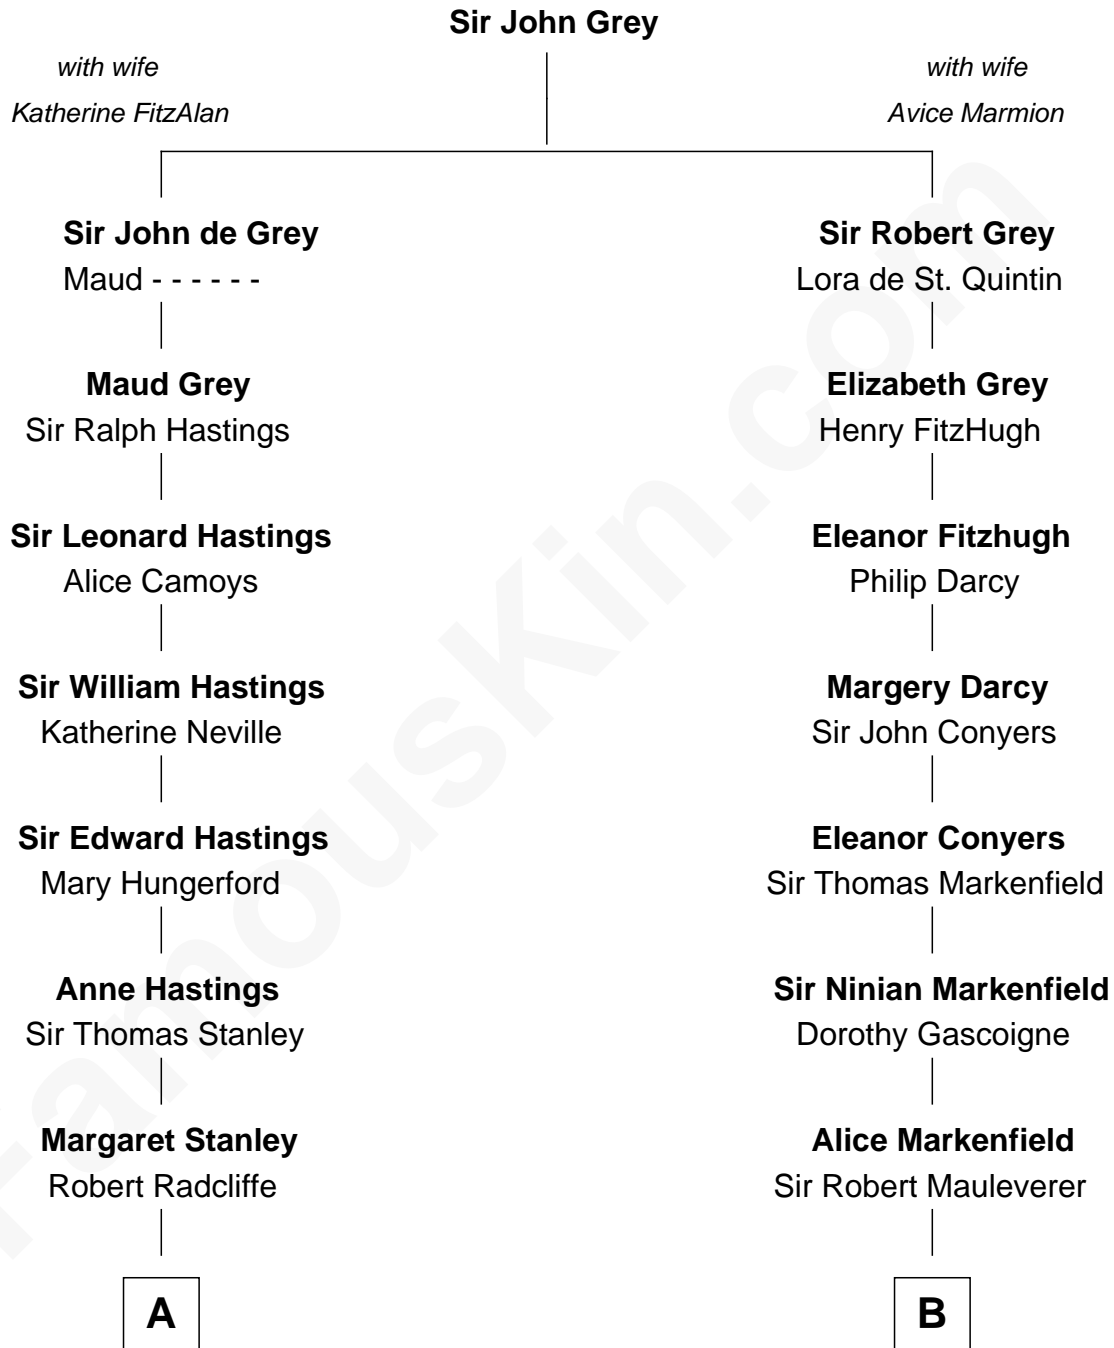 Sir John Grey
with wife
Katherine FitzAlan
with wife
Avice Marmion
Sir John de Grey
Maud - - - - - -
Sir Robert Grey
Lora de St. Quintin
Maud Grey
Sir Ralph Hastings
Elizabeth Grey
Henry FitzHugh
Sir Leonard Hastings
Alice Camoys
Eleanor Fitzhugh
Philip Darcy
Sir William Hastings
Katherine Neville
Margery Darcy
Sir John Conyers
Sir Edward Hastings
Mary Hungerford
Eleanor Conyers
Sir Thomas Markenfield
Anne Hastings
Sir Thomas Stanley
Sir Ninian Markenfield
Dorothy Gascoigne
Margaret Stanley
Robert Radcliffe
Alice Markenfield
Sir Robert Mauleverer
A
B
FamousKin.com